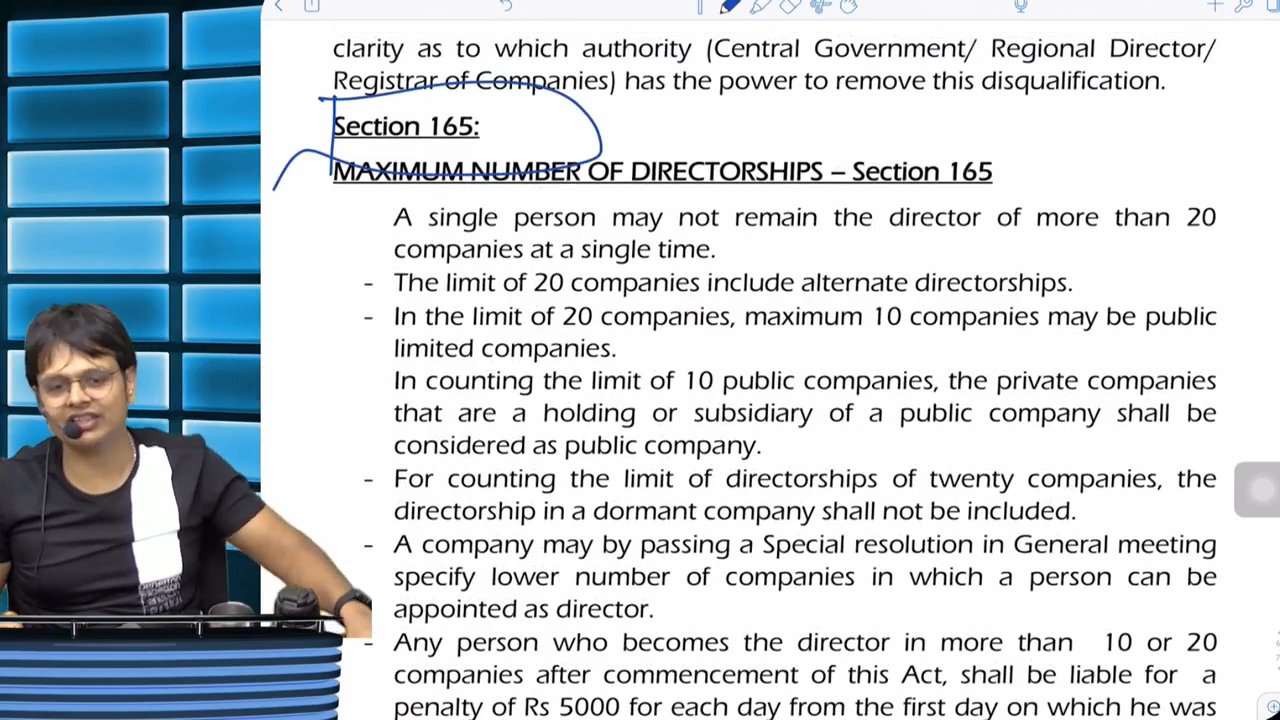 clarity as to which authority (Central Government/ Regional Director/
Registrar of Companies) has the power to remove this disqualification.
Section 165:
MAXIMUM NUMBER OF DIRECTORSHIPS – Section 165
A single person may not remain the director of more than 20
companies at a single time.
- The limit of 20 companies include alternate directorships.
- In the limit of 20 companies, maximum 10 companies may be public
limited companies.
In counting the limit of 10 public companies, the private companies
that are a holding or subsidiary of a public company shall be
considered as public company.
- For counting the limit of directorships of twenty companies, the
directorship in a dormant company shall not be included.
- A company may by passing a Special resolution in General meeting
specify lower number of companies in which a person can be
appointed as director.
- Any person who becomes the director in more than 10 or 20
companies after commencement of this Act, shall be liable for a
penalty of Rs 5000 for each day from the first day on which he was